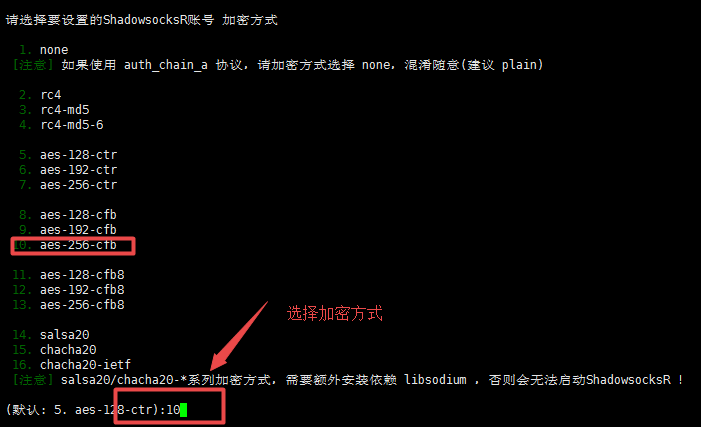 请选择要设置的ShadowsocksR账号 加密方式
1. none
[注意] 如果使用 auth_chain_a 协议, 请加密方式选择 none, 混淆随意(建议 plain)
2. rc4
3. rc4-md5
4. rc4-md5-6
5. aes-128-ctr
6. aes-192-ctr
7. aes-256-ctr
8. aes-128-cfb
9. aes-192-cfb
10. aes-256-cfb
11. aes-128-cfb8
12. aes-192-cfb8
13. aes-256-cfb8
选择加密方式
14. salsa20
15. chacha20
16. chacha20-ietf
[注意] salsa20/chacha20-*系列加密方式, 需要额外安装依赖 libsodium , 否则会无法启动ShadowsocksR !
(默认: 5. aes-128-ctr):10